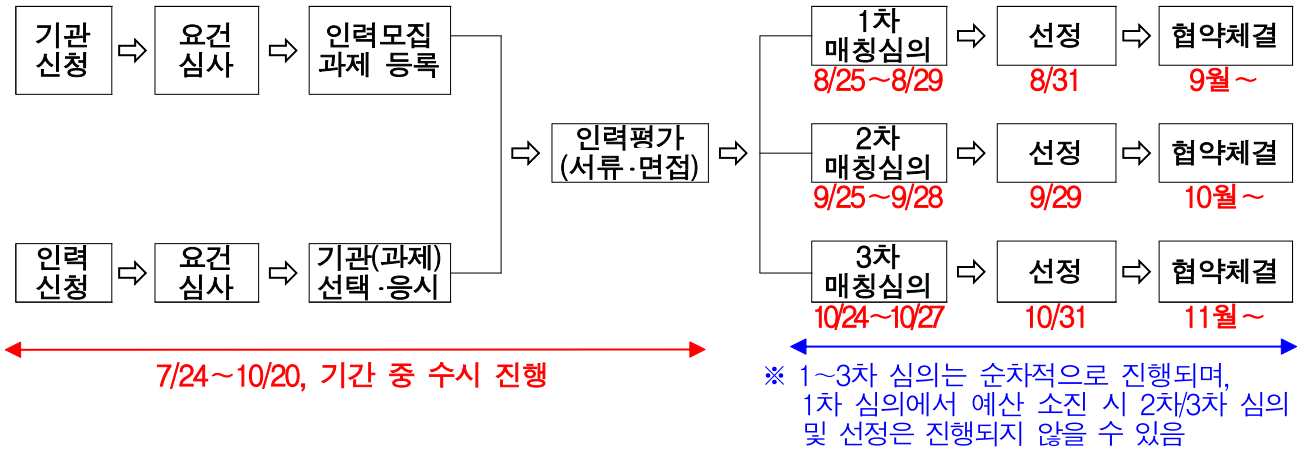 기관
신청
요건
심사
인력모집
과제 등록
인력
신청
요건
심사
기관(과제)
선택·응시
7/24~10/20, 기간 중 수시 진행
인력평가
(서류·면접)
1차
매칭심의
8/25~8/29
선정
8/31
협약체결
9월~
2차
매칭심의
9/25~9/28
선정
9/29
협약체결
10월~
3차
매칭심의
10/24~10/27
선정
10/31
협약체결
11월~
※ 1~3차 심의는 순차적으로 진행되며,
1차 심의에서 예산 소진 시 2차/3차 심의
및 선정은 진행되지 않을 수 있음